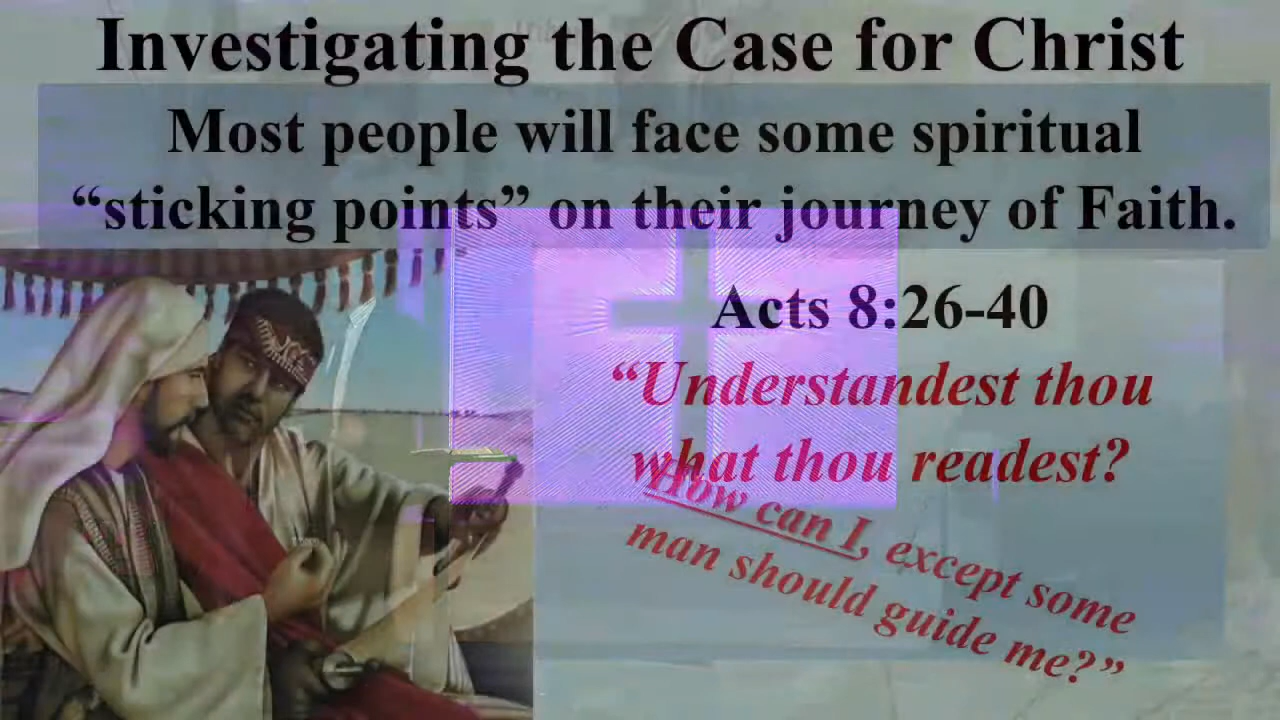 Investigating the Case for Christ
Most people will face some spiritual
“sticking points” on their journey of Faith.
Acts 8:26-40
“Understandest thou
what thou readest?
How can I, except some
man should guide me?”